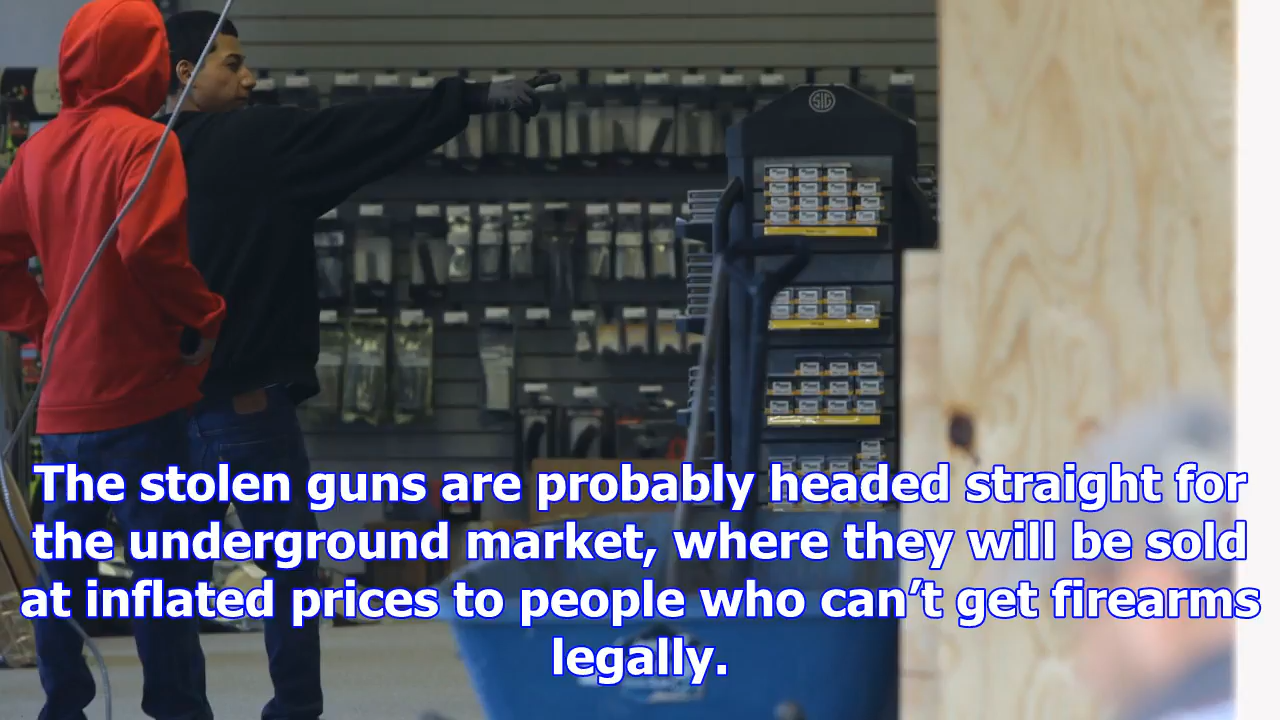 SIG
The stolen guns are probably headed straight for
the underground market, where they will be sold
at inflated prices to people who can’t get firearms
legally.